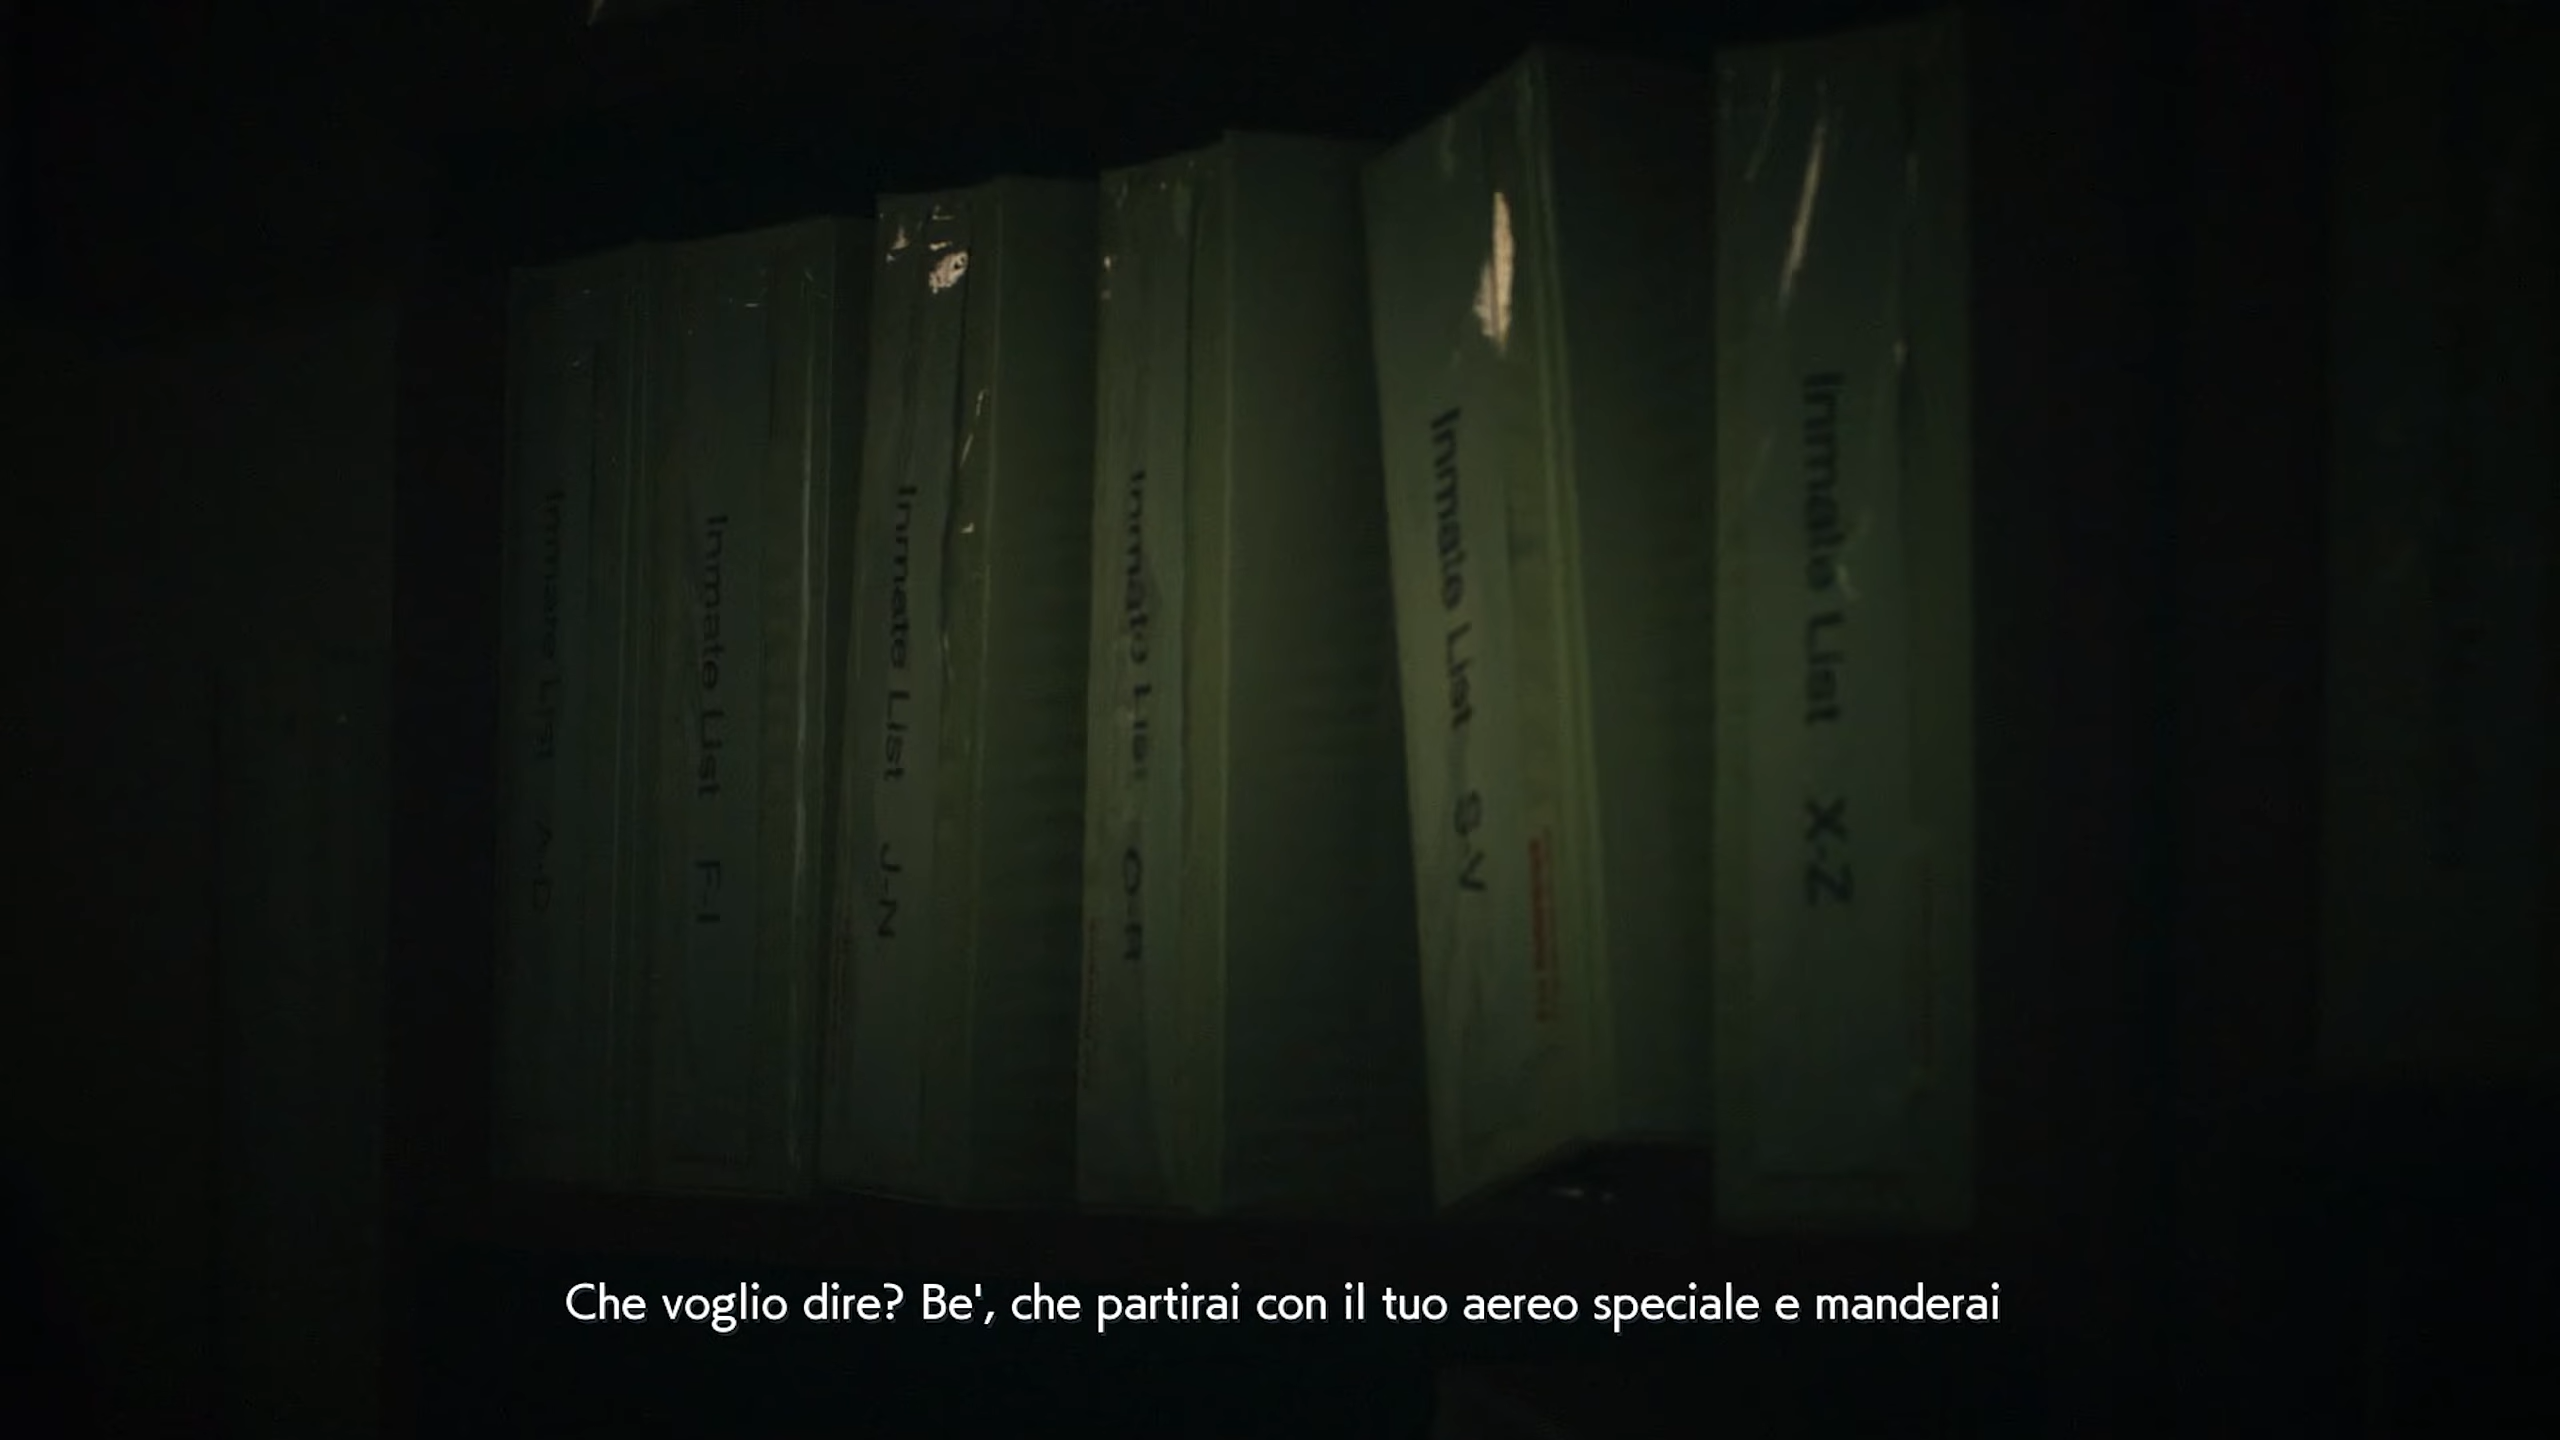 Inmate List A-D
Inmate List F-I
Inmate List J-N
Inmate List O-R
Inmate List S-V
Inmate List X-Z
Che voglio dire? Be', che partirai con il tuo aereo speciale e manderai